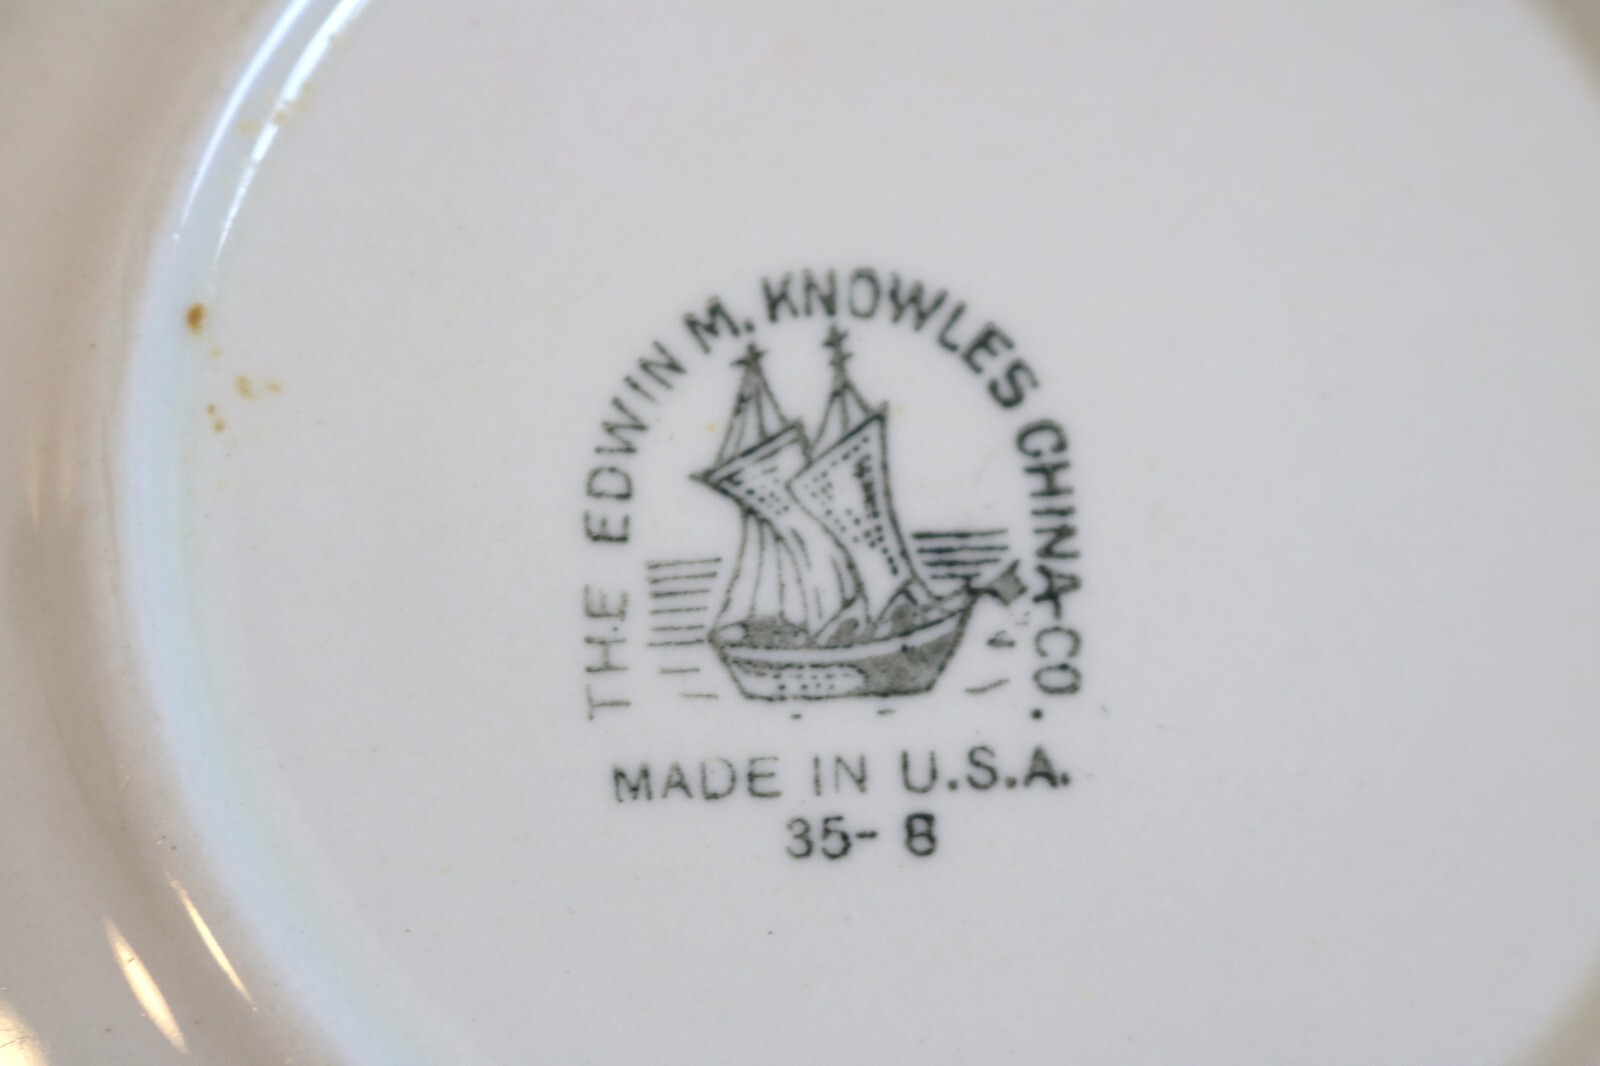 THE EDWIN M. KNOWLES CHINA CO.
MADE IN U.S.A.
35-8